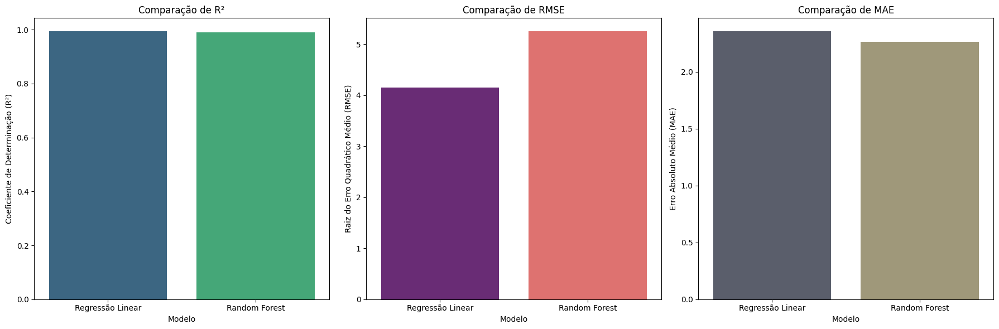 Comparação de R²
Coeficiente de Determinação (R²)
1.0
0.8
0.6
0.4
0.2
0.0
Regressão Linear
Random Forest
Modelo
Comparação de RMSE
Raiz do Erro Quadrático Médio (RMSE)
5
4
3
2
1
0
Regressão Linear
Random Forest
Modelo
Comparação de MAE
Erro Absoluto Médio (MAE)
2.0
1.5
1.0
0.5
0.0
Regressão Linear
Random Forest
Modelo